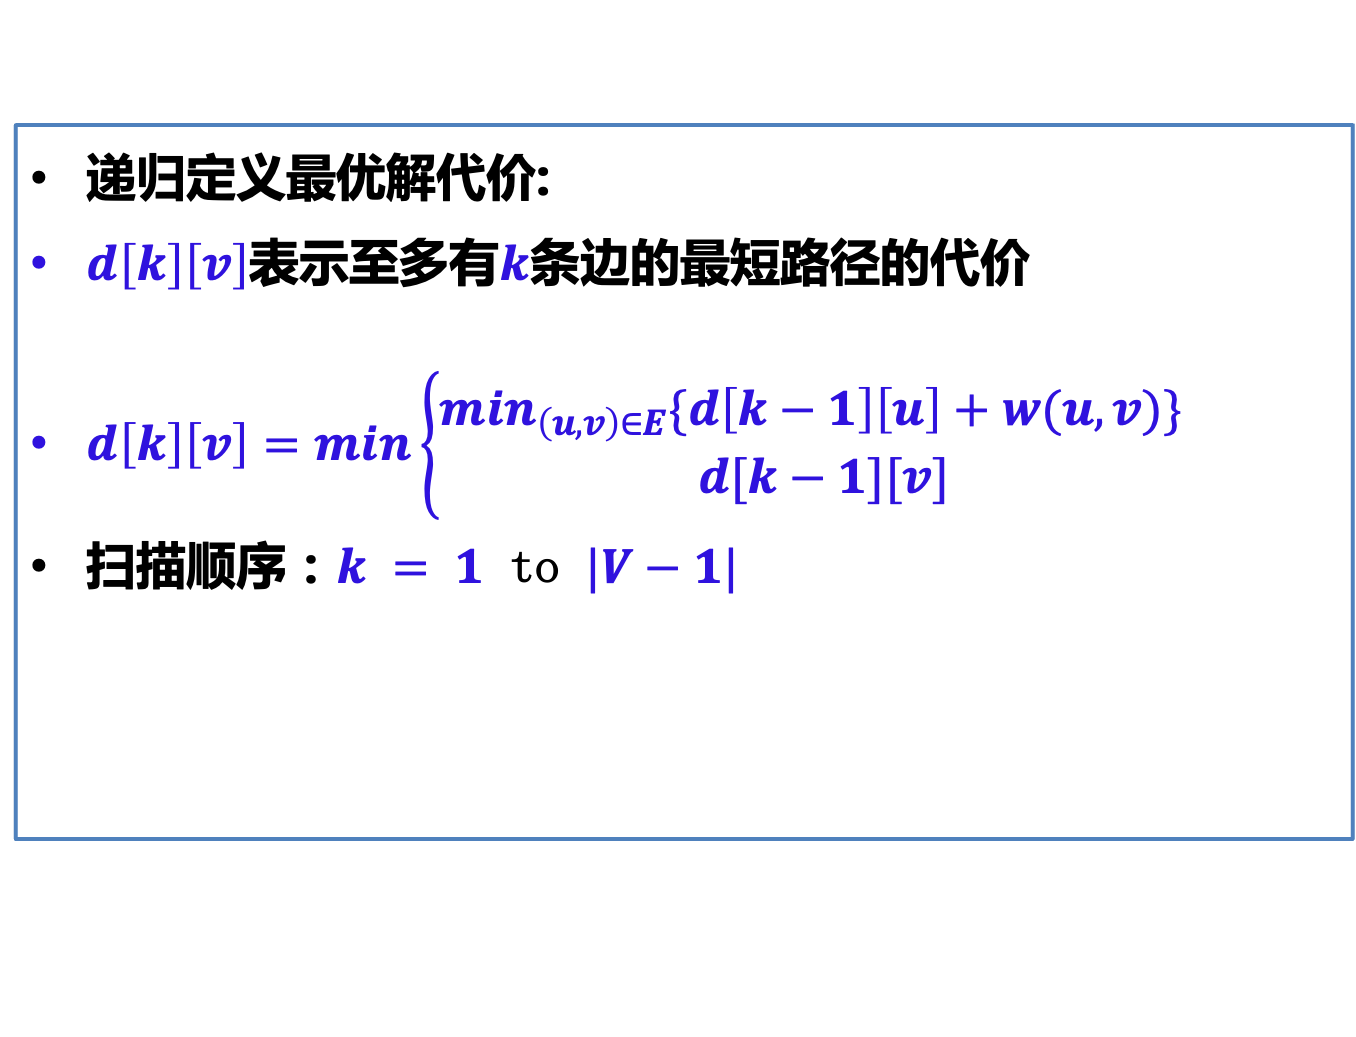 • 递归定义最优解代价:
• d[k][v]表示至多有k条边的最短路径的代价
• d[k][v] = min { min_{(u,v)∈E}{d[k − 1][u] + w(u, v)}
d[k − 1][v]
• 扫描顺序：k = 1 to |V − 1|